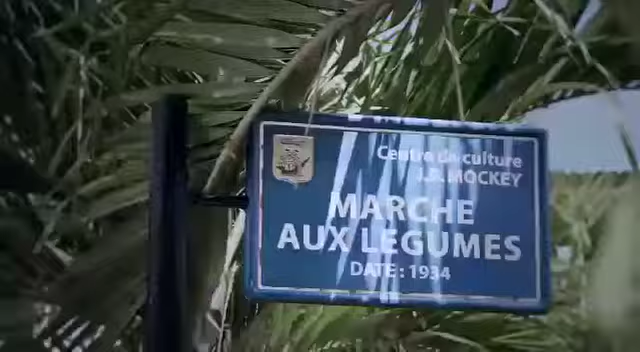 Centre de culture
J.B. MOCKEY
MARCHE
AUX LEGUMES
DATE: 1934